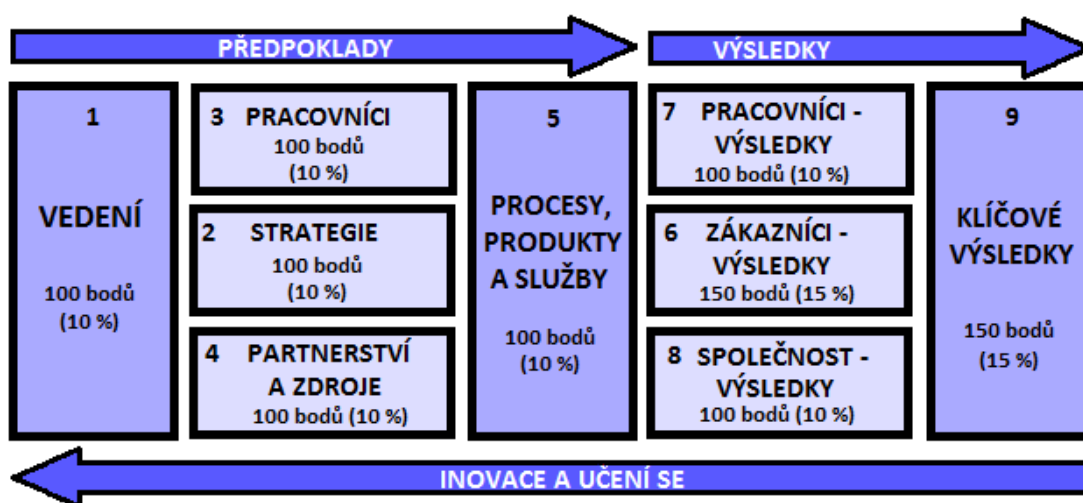 PŘEDPOKLADY
VÝSLEDKY
1
VEDENÍ
100 bodů
(10 %)
3 PRACOVNÍCI
100 bodů
(10 %)
2 STRATEGIE
100 bodů
(10 %)
4 PARTNERSTVÍ
A ZDROJE
100 bodů (10 %)
5
PROCESY,
PRODUKTY
A SLUŽBY
100 bodů
(10 %)
7 PRACOVNÍCI -
VÝSLEDKY
100 bodů (10 %)
6 ZÁKAZNÍCI -
VÝSLEDKY
150 bodů (15 %)
8 SPOLEČNOST -
VÝSLEDKY
100 bodů (10 %)
9
KLÍČOVÉ
VÝSLEDKY
150 bodů
(15 %)
INOVACE A UČENÍ SE